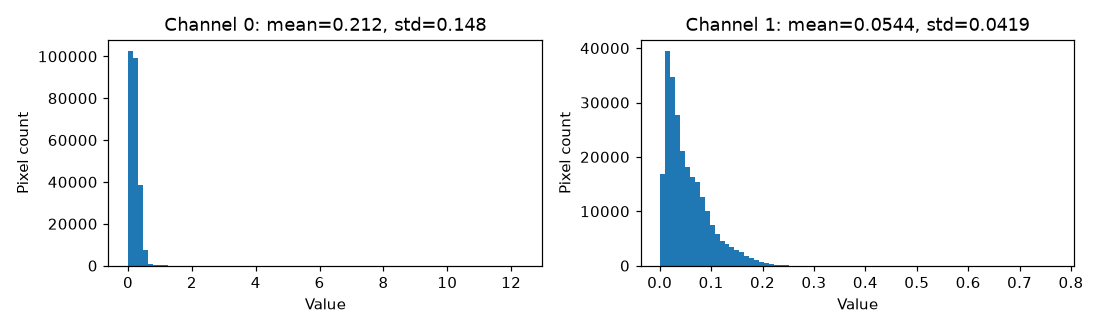 Channel 0: mean=0.212, std=0.148
Pixel count
100000
80000
60000
40000
20000
0
0 2 4 6 8 10 12
Value
Channel 1: mean=0.0544, std=0.0419
Pixel count
40000
30000
20000
10000
0
0.0 0.1 0.2 0.3 0.4 0.5 0.6 0.7 0.8
Value